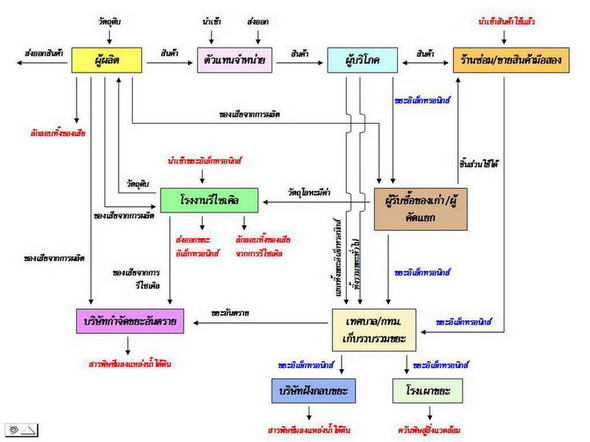 วัตถุดิบ
นำเข้า
ส่งออก
นำเข้าสินค้าใช้แล้ว
ส่งออกสินค้า
ผู้ผลิต
สินค้า
ตัวแทนจำหน่าย
สินค้า
ผู้บริโภค
สินค้า
ร้านซ่อม/ขายสินค้ามือสอง
ขยะอิเล็กทรอนิกส์
ของเสียจากการผลิต
ลักลอบทิ้งของเสีย
นำเข้าขยะอิเล็กทรอนิกส์
ชิ้นส่วนใช้ได้
วัตถุดิบ
โรงงานรีไซเคิล
วัตถุโลหะมีค่า
ผู้รับซื้อของเก่า/ผู้
คัดแยก
ของเสียจากการผลิต
ส่งออกขยะ
อิเล็กทรอนิกส์
ลักลอบทิ้งของเสีย
จากการรีไซเคิล
แยกทิ้งขยะอิเล็กทรอนิกส์
ทิ้งรวมขยะทั่วไป
ของเสียจากการผลิต
ของเสียจากการ
รีไซเคิล
ขยะอิเล็กทรอนิกส์
บริษัทกำจัดขยะอันตราย
ขยะอันตราย
เทศบาล/กทม.
เก็บรวบรวมขยะ
ขยะอิเล็กทรอนิกส์
สารพิษซึมลงแหล่งน้ำใต้ดิน
ขยะอิเล็กทรอนิกส์
ขยะอิเล็กทรอนิกส์
บริษัทฝังกลบขยะ
โรงเผาขยะ
สารพิษซึมลงแหล่งน้ำใต้ดิน
ควันพิษสู่สิ่งแวดล้อม